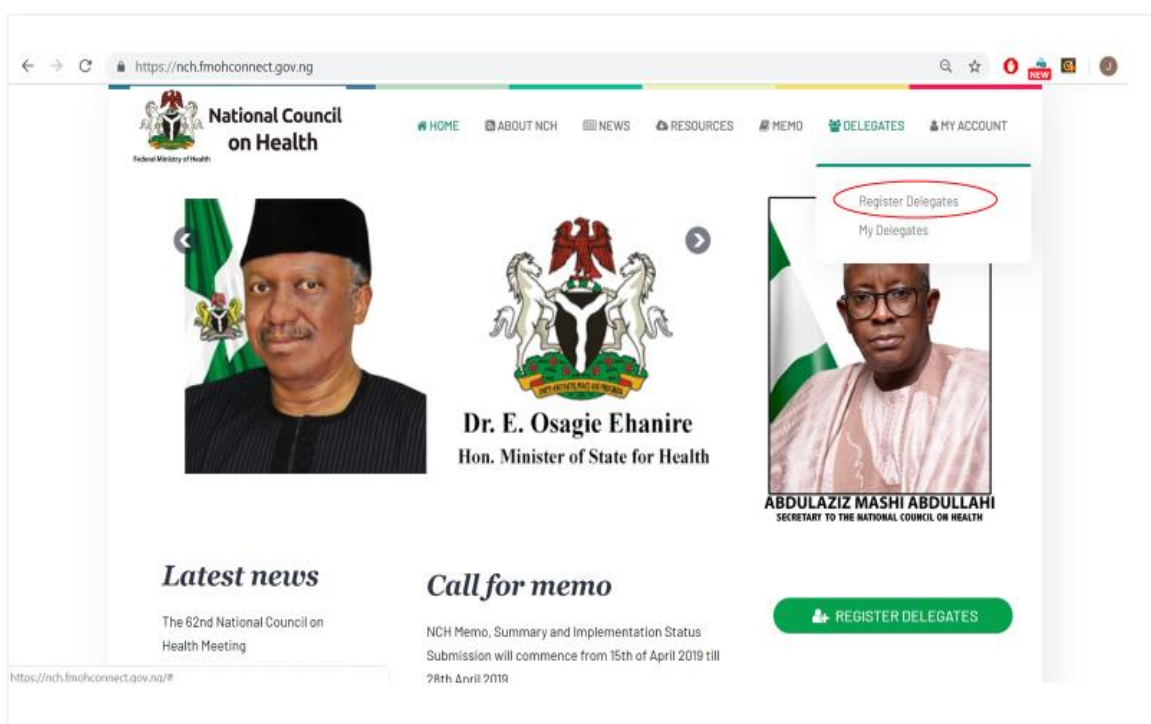 https://nch.fmohconnect.gov.ng
NEW
J
National Council
on Health
Federal Ministry of Health
HOME
ABOUT NCH
NEWS
RESOURCES
MEMO
DELEGATES
MY ACCOUNT
Register Delegates
My Delegates
Dr. E. Osagie Ehanire
Hon. Minister of State for Health
ABDULAZIZ MASHI ABDULLAHI
SECRETARY TO THE NATIONAL COUNCIL ON HEALTH
Latest news
The 62nd National Council on
Health Meeting
Call for memo
NCH Memo, Summary and Implementation Status
Submission will commence from 15th of April 2019 till
28th April 2019
REGISTER DELEGATES
https://nch.fmohconnect.gov.ng/#